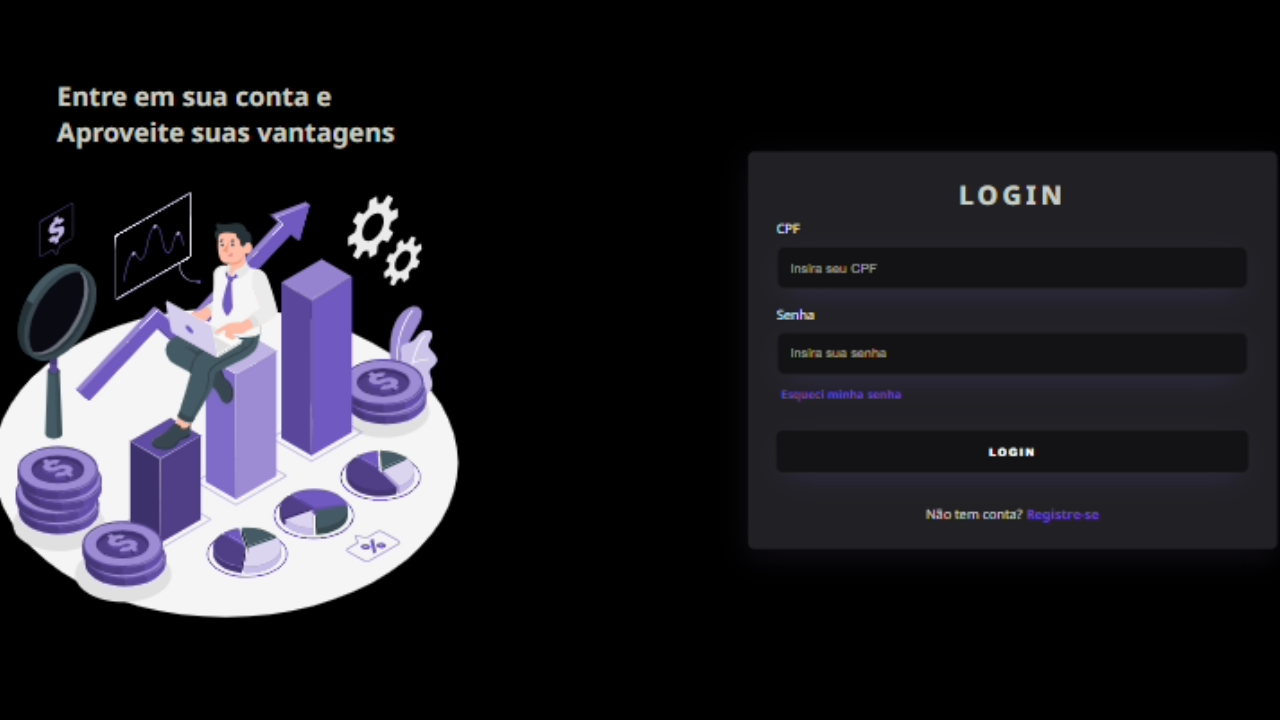 Entre em sua conta e
Aproveite suas vantagens
$
$
$
$
%
LOGIN
CPF
Insira seu CPF
Senha
Insira sua senha
Esqueci minha senha
LOGIN
Não tem conta? Registre-se